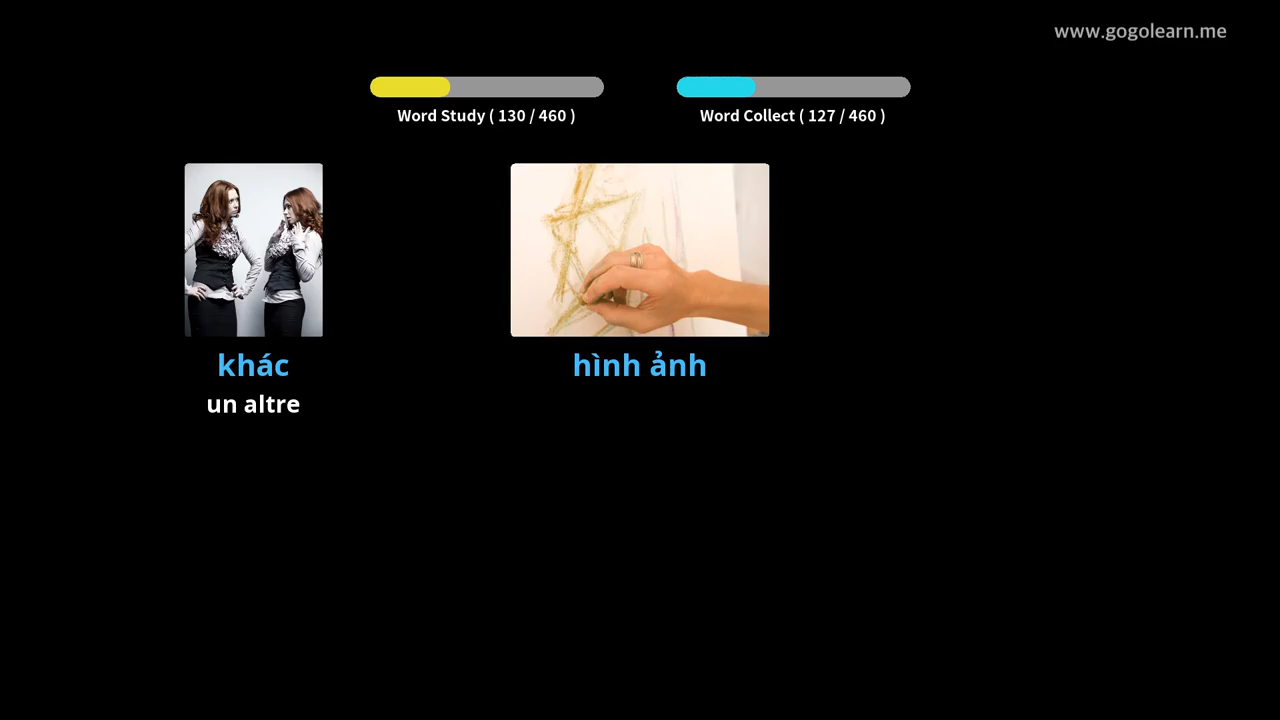 www.gogolearn.me
Word Study ( 130 / 460 )
Word Collect ( 127 / 460 )
khác
un altre
hình ảnh